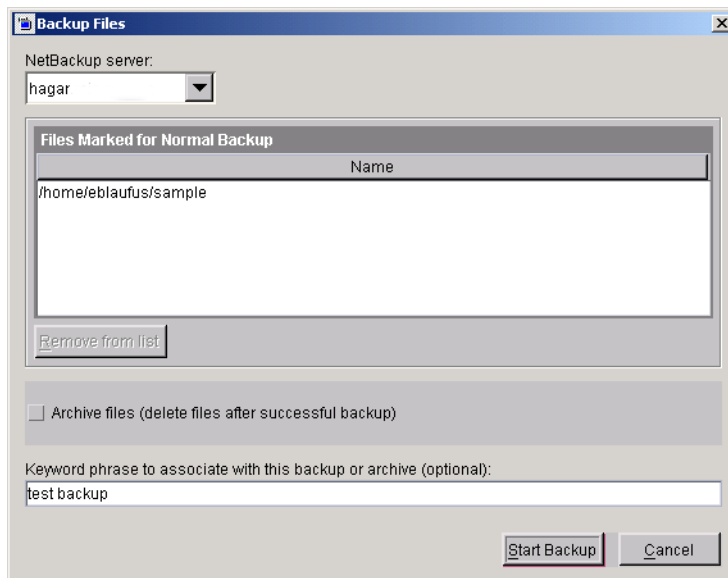 Backup Files
NetBackup server:
hagar
Files Marked for Normal Backup
Name
/home/eblaufus/sample
Remove from list
Archive files (delete files after successful backup)
Keyword phrase to associate with this backup or archive (optional):
test backup
Start Backup Cancel